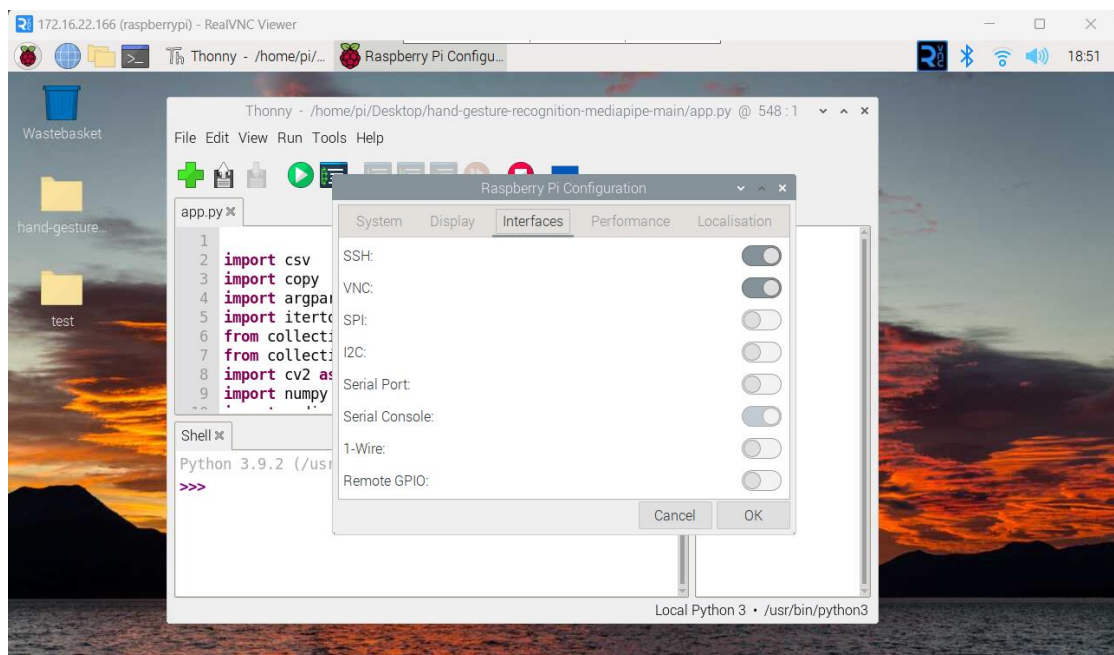 172.16.22.166 (raspberrypi) - RealVNC Viewer
Thonny - /home/pi/... Raspberry Pi Configu... 18:51
Wastebasket
hand-gesture...
test
Thonny - /home/pi/Desktop/hand-gesture-recognition-mediapipe-main/app.py @ 548 : 1
File Edit View Run Tools Help
app.py
1
2 import csv
3 import copy
4 import argpar
5 import iterto
6 from collecti
7 from collecti
8 import cv2 as
9 import numpy
Shell
Python 3.9.2 (/usr
>>>
Local Python 3 • /usr/bin/python3
Raspberry Pi Configuration
System Display Interfaces Performance Localisation
SSH:
VNC:
SPI:
I2C:
Serial Port:
Serial Console:
1-Wire:
Remote GPIO:
Cancel OK